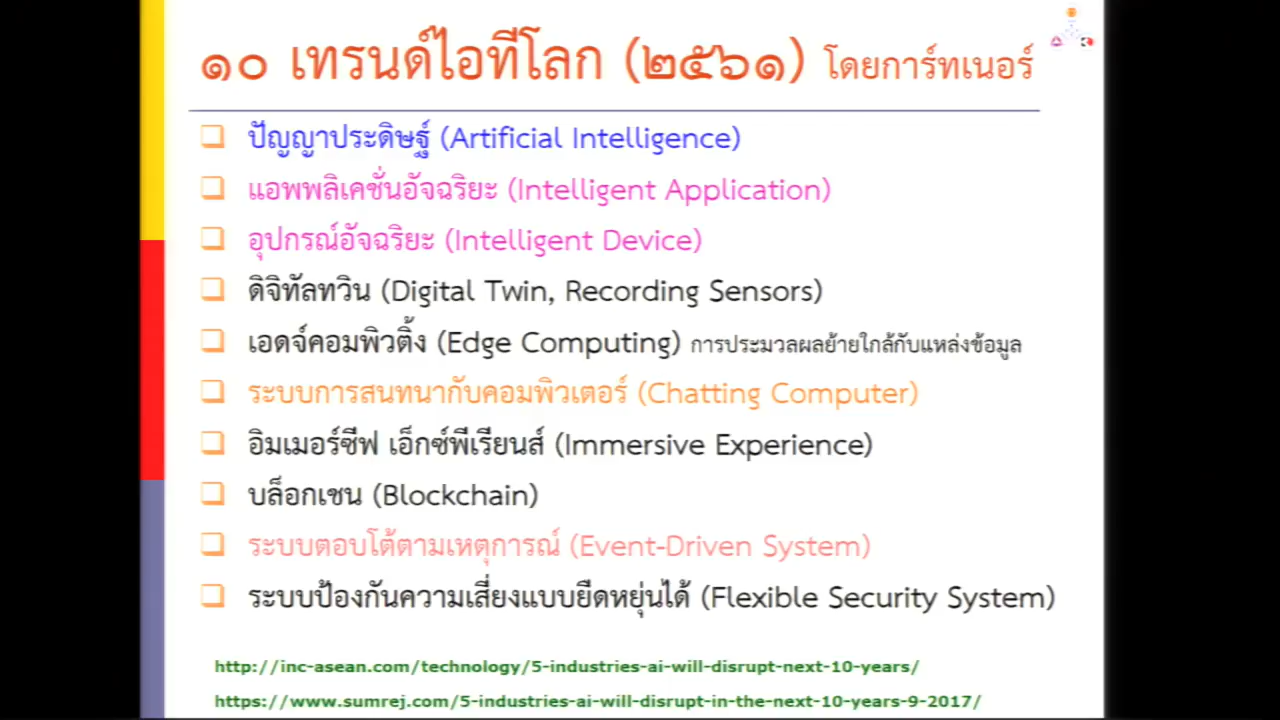 ๑๐ เทรนด์ไอทีโลก (๒๕๖๑) โดยการ์ทเนอร์
ปัญญาประดิษฐ์ (Artificial Intelligence)
แอพพลิเคชั่นอัจฉริยะ (Intelligent Application)
อุปกรณ์อัจฉริยะ (Intelligent Device)
ดิจิทัลทวิน (Digital Twin, Recording Sensors)
เอดจ์คอมพิวติ้ง (Edge Computing) การประมวลผลย้ายใกล้กับแหล่งข้อมูล
ระบบการสนทนากับคอมพิวเตอร์ (Chatting Computer)
อิมเมอร์ซีฟ เอ็กซ์พีเรียนส์ (Immersive Experience)
บล็อกเชน (Blockchain)
ระบบตอบโต้ตามเหตุการณ์ (Event-Driven System)
ระบบป้องกันความเสี่ยงแบบยืดหยุ่นได้ (Flexible Security System)
http://inc-asean.com/technology/5-industries-ai-will-disrupt-next-10-years/
https://www.sumrej.com/5-industries-ai-will-disrupt-in-the-next-10-years-9-2017/